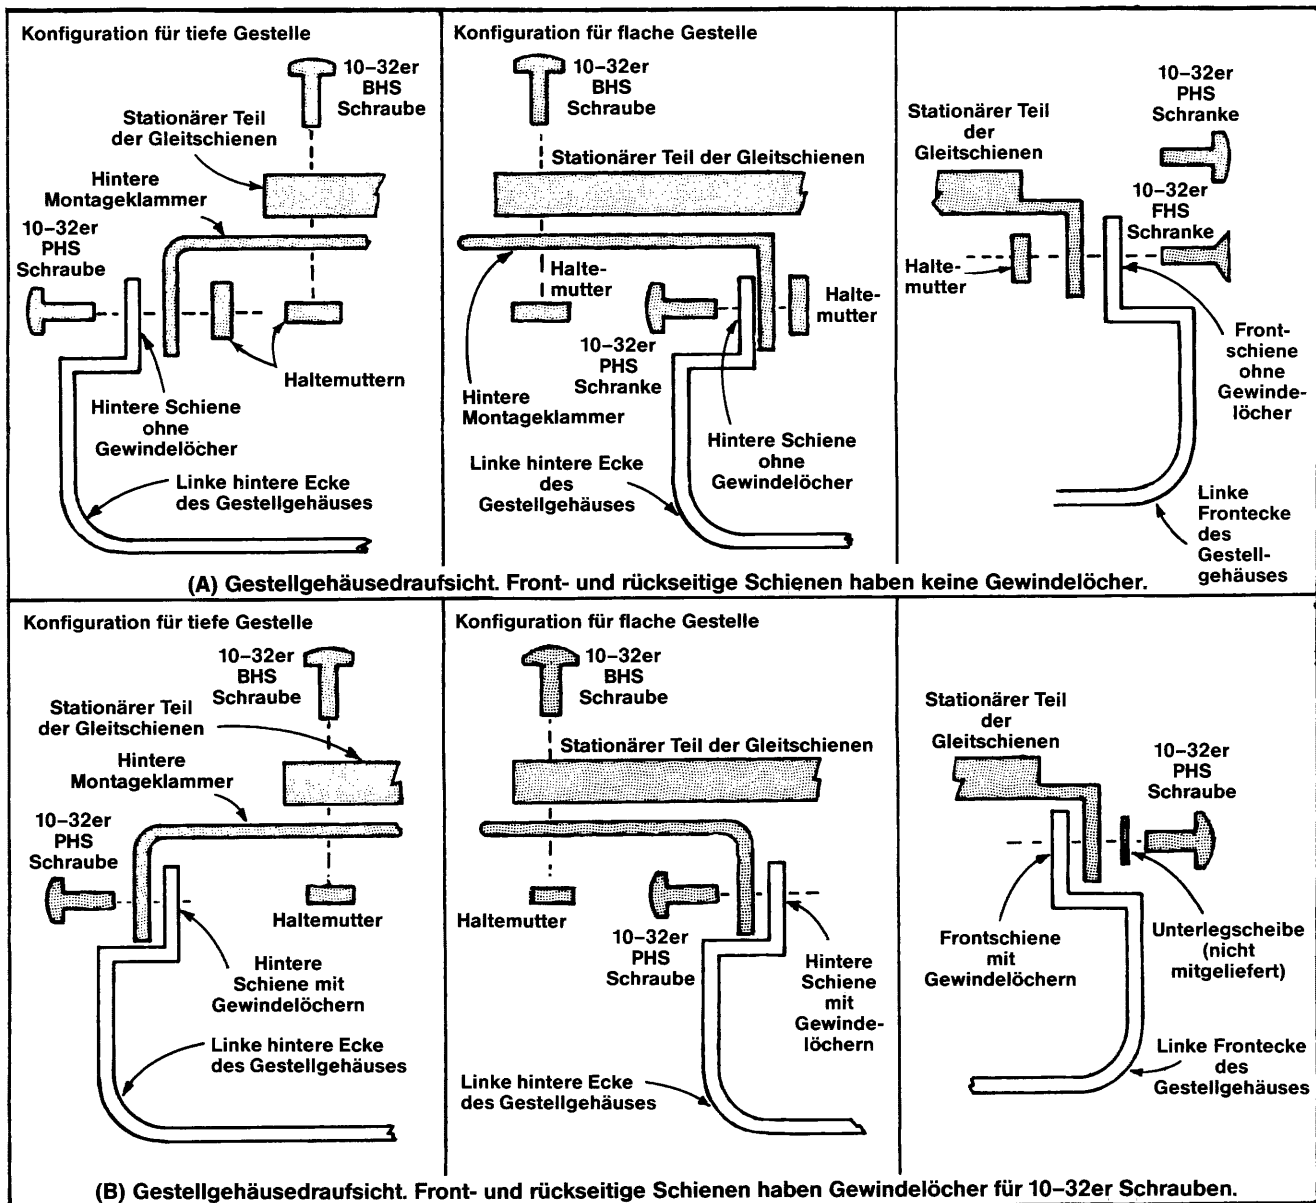 Konfiguration für tiefe Gestelle
10–32er
BHS
Schraube
Stationärer Teil
der Gleitschienen
Hintere
Montageklammer
10–32er
PHS
Schraube
Haltemuttern
Hintere Schiene
ohne
Gewindelöcher
Linke hintere Ecke
des Gestellgehäuses
Konfiguration für flache Gestelle
10–32er
BHS
Schraube
Stationärer Teil der Gleitschienen
Halte-
mutter
Halte-
mutter
10–32er
PHS
Schranke
Hintere
Montageklammer
Hintere Schiene
ohne
Gewindelöcher
Linke hintere Ecke
des
Gestellgehäuses
10–32er
PHS
Schranke
Stationärer Teil
der
Gleitschienen
10–32er
FHS
Schranke
Halte-
mutter
Front-
schiene
ohne
Gewinde-
löcher
Linke
Frontecke
des
Gestell-
gehäuses
(A) Gestellgehäusedraufsicht. Front- und rückseitige Schienen haben keine Gewindelöcher.
Konfiguration für tiefe Gestelle
10–32er
BHS
Schraube
Stationärer Teil
der Gleitschienen
Hintere
Montageklammer
10–32er
PHS
Schraube
Haltemutter
Hintere
Schiene mit
Gewindelöchern
Linke hintere Ecke
des Gestellgehäuses
Konfiguration für flache Gestelle
10–32er
BHS
Schraube
Stationärer Teil der Gleitschienen
Haltemutter
10–32er
PHS
Schraube
Hintere
Schiene
mit
Gewinde-
löchern
Linke hintere Ecke
des Gestellgehäuses
Stationärer Teil
der
Gleitschienen
10–32er
PHS
Schraube
Frontschiene
mit
Gewindelöchern
Unterlegscheibe
(nicht
mitgeliefert)
Linke Frontecke
des
Gestellgehäuses
(B) Gestellgehäusedraufsicht. Front- und rückseitige Schienen haben Gewindelöcher für 10–32er Schrauben.